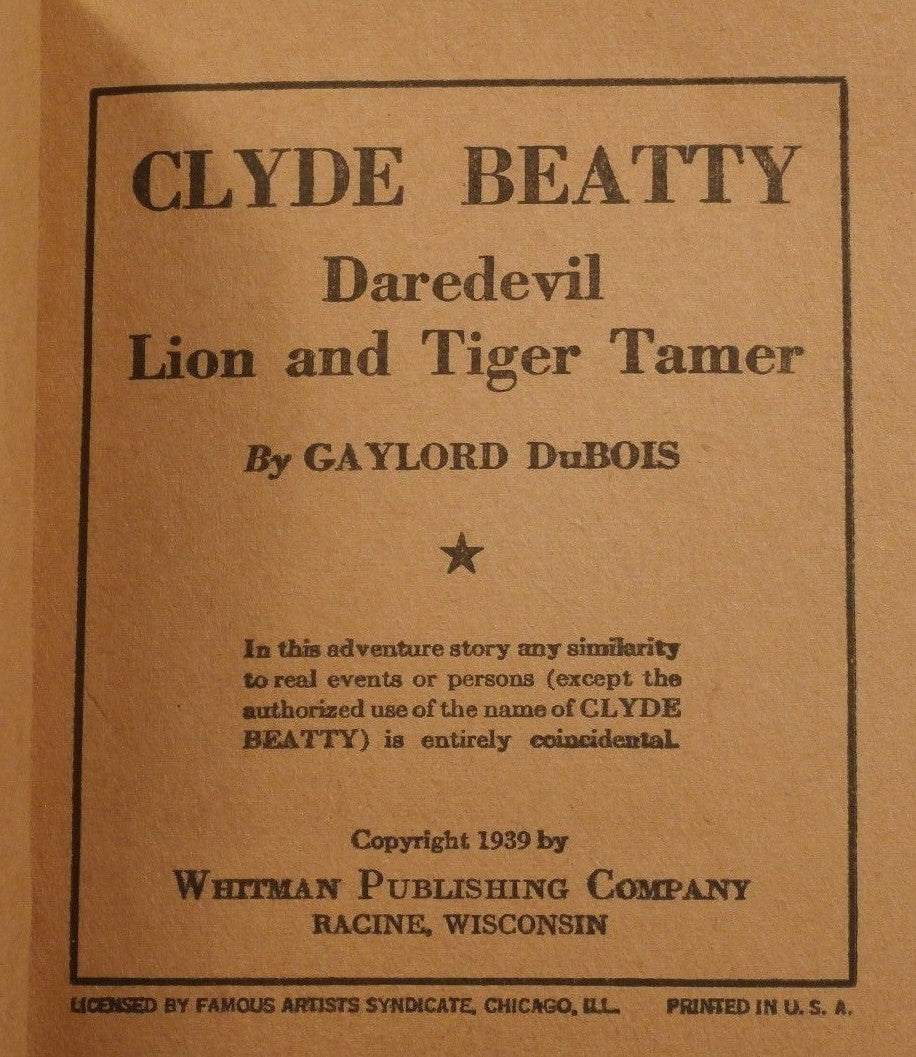 CLYDE BEATTY
Daredevil
Lion and Tiger Tamer
By GAYLORD DuBOIS
In this adventure story any similarity
to real events or persons (except the
authorized use of the name of CLYDE
BEATTY) is entirely coincidental.
Copyright 1939 by
WHITMAN PUBLISHING COMPANY
RACINE, WISCONSIN
LICENSED BY FAMOUS ARTISTS SYNDICATE, CHICAGO, ILL. PRINTED IN U. S. A.